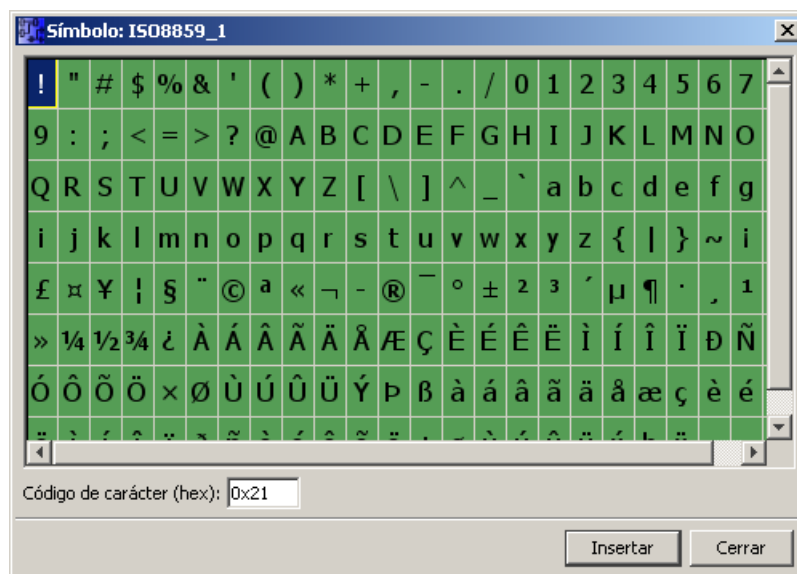 Símbolo: ISO8859_1
! " # $ % & ' ( ) * + , - . / 0 1 2 3 4 5 6 7
9 : ; < = > ? @ A B C D E F G H I J K L M N O
Q R S T U V W X Y Z [ \ ] ^ _ ` a b c d e f g
i j k l m n o p q r s t u v w x y z { | } ~ ¡
£ ¤ ¥ ¦ § ¨ © ª « ¬ - ® ¯ ° ± ² ³ ´ µ ¶ · ¸ ¹
» ¼ ½ ¾ ¿ À Á Â Ã Ä Å Æ Ç È É Ê Ë Ì Í Î Ï Ð Ñ
Ó Ô Õ Ö × Ø Ù Ú Û Ü Ý Þ ß à á â ã ä å æ ç è é
Código de carácter (hex): 0x21
Insertar Cerrar